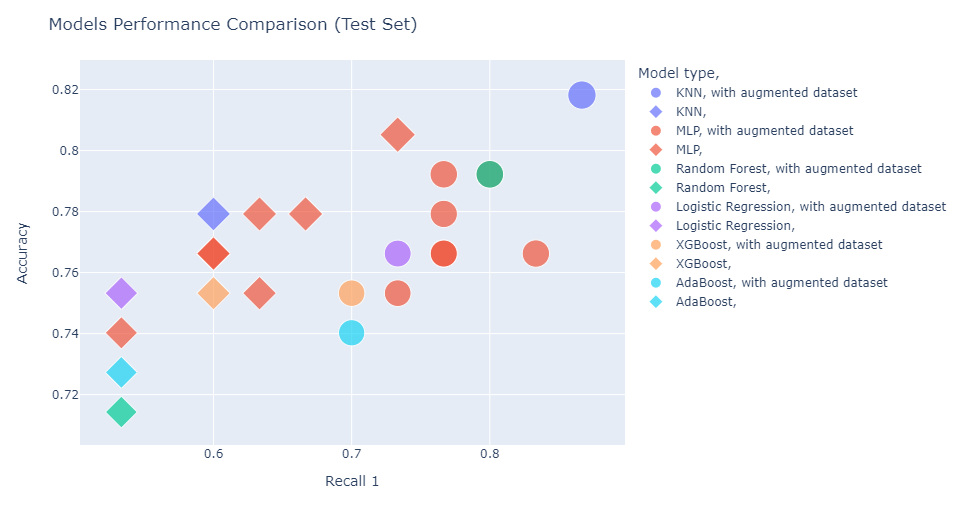 Models Performance Comparison (Test Set)
Accuracy
0.82
0.8
0.78
0.76
0.74
0.72
0.6
0.7
0.8
Recall 1
Model type,
KNN, with augmented dataset
KNN,
MLP, with augmented dataset
MLP,
Random Forest, with augmented dataset
Random Forest,
Logistic Regression, with augmented dataset
Logistic Regression,
XGBoost, with augmented dataset
XGBoost,
AdaBoost, with augmented dataset
AdaBoost,